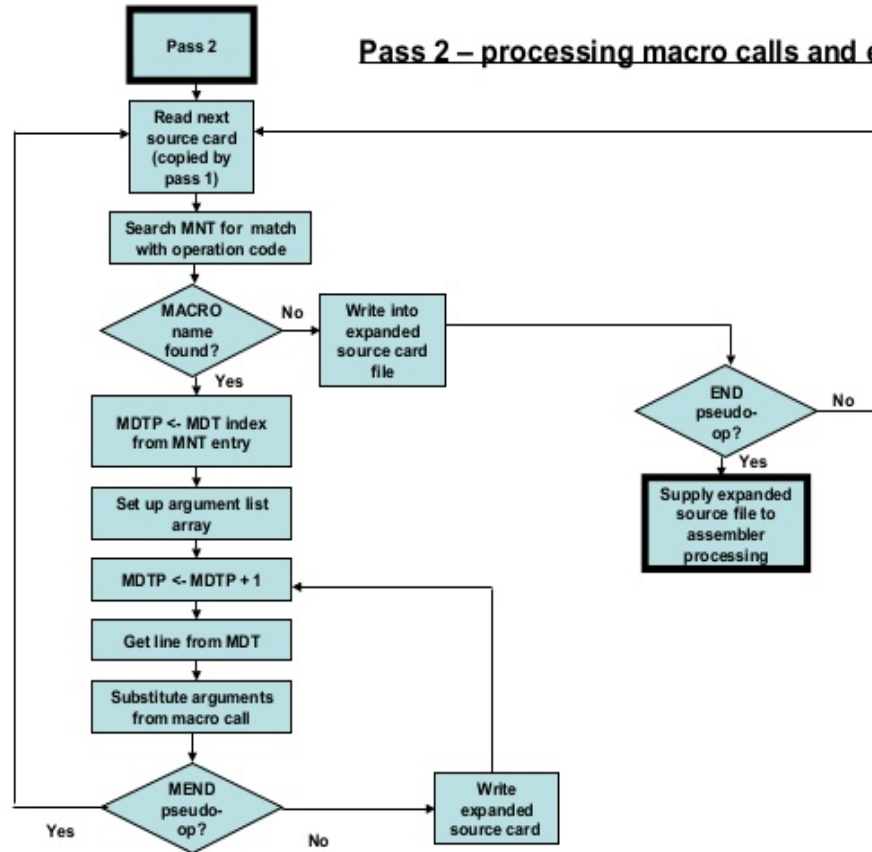 Pass 2
Pass 2 – processing macro calls and e
Read next
source card
(copied by
pass 1)
Search MNT for match
with operation code
MACRO
name
found?
No
Write into
expanded
source card
file
Yes
END
pseudo-
op?
No
Yes
Supply expanded
source file to
assembler
processing
MDTP <- MDT index
from MNT entry
Set up argument list
array
MDTP <- MDTP + 1
Get line from MDT
Substitute arguments
from macro call
MEND
pseudo-
op?
Yes
No
Write
expanded
source card